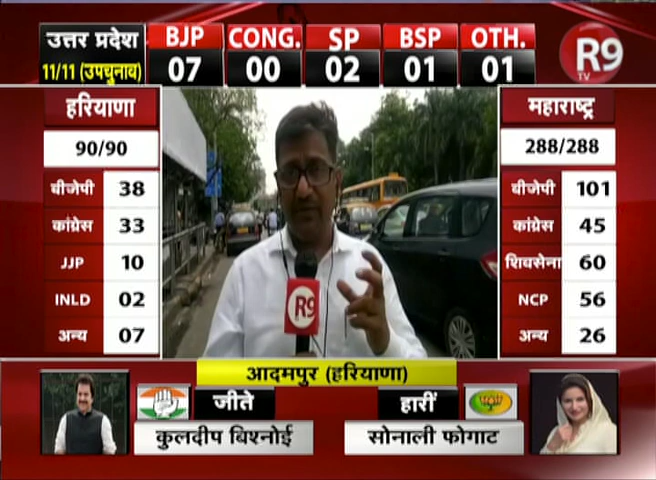 उत्तर प्रदेश
11/11 (उपचुनाव)
BJP CONG. SP BSP OTH.
07 00 02 01 01
R9
TV
हरियाणा
90/90
बीजेपी 38
कांग्रेस 33
JJP 10
INLD 02
अन्य 07
R9
महाराष्ट्र
288/288
बीजेपी 101
कांग्रेस 45
शिवसेना 60
NCP 56
अन्य 26
आदमपुर (हरियाणा)
जीते
कुलदीप बिश्नोई
हारीं
सोनाली फोगाट